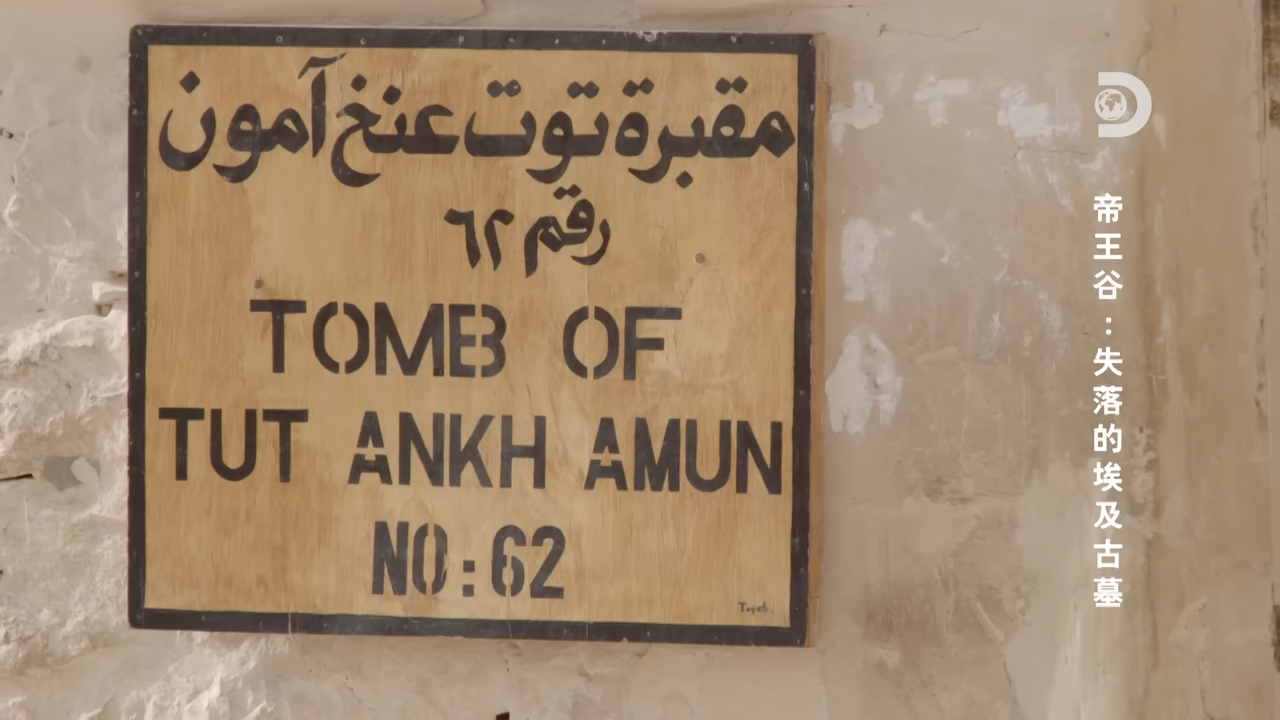 مقبرة توت عنخ آمون
رقم ٦٢
TOMB OF
TUT ANKH AMUN
NO:62
帝王谷:失落的埃及古墓